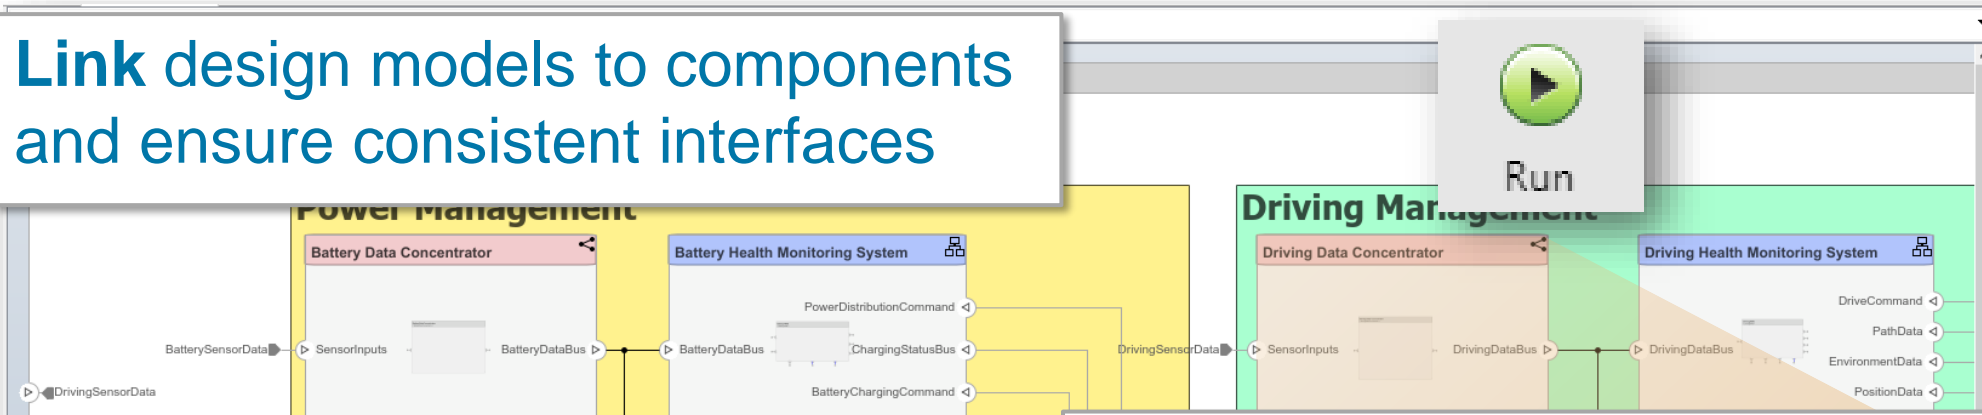 Link design models to components
and ensure consistent interfaces
Run
Power Management
Driving Management
Battery Data Concentrator
Battery Health Monitoring System
Driving Data Concentrator
Driving Health Monitoring System
PowerDistributionCommand
DriveCommand
PathData
BatterySensorData
SensorInputs
BatteryDataBus
BatteryDataBus
ChargingStatusBus
DrivingSensorData
SensorInputs
DrivingDataBus
DrivingDataBus
EnvironmentData
DrivingSensorData
BatteryChargingCommand
PositionData